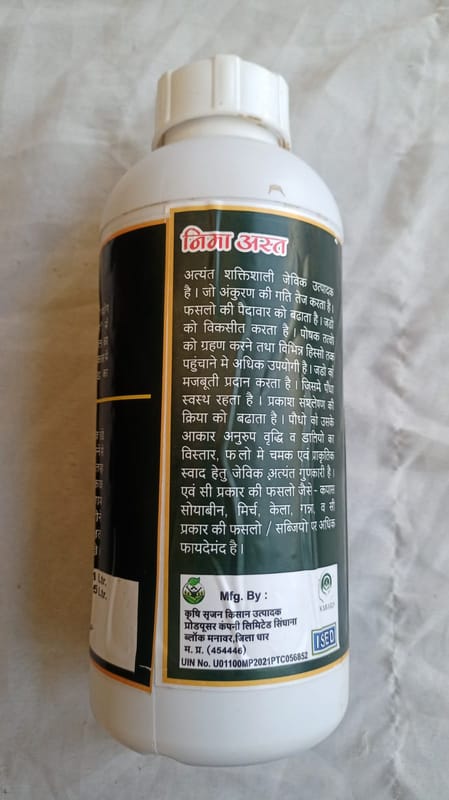 निमा अस्त
अत्यंत शक्तिशाली जेविक उत्पादक
है । जो अंकुरण की गति तेज करता है ।
फसलो की पैदावार को बढाता है । जडो
को विकसीत करता है । पोषक तत्वो
को ग्रहण करने तथा विभिन्न हिस्सो तक
पहुंचाने मे अधिक उपयोगी है । जडो को
मजबूती प्रदान करता है । जिसमे पौधा
स्वस्थ रहता है । प्रकाश संश्लेषण की
क्रिया को बढाता है । पौधो को उसके
आकार अनुरुप वृद्धि व डालियो का
विस्तार, फलो मे चमक एवं प्राकृतिक
स्वाद हेतु जेविक अत्यंत गुणकारी है ।
एवं सी प्रकार की फसलो जैसे - कपास
सोयाबीन, मिर्च, केला, गन्ना, व सी
प्रकार की फसलो / सब्जियो पर अधिक
फायदेमंद है ।
Ltr.
Ltr.
Mfg. By :
कृषि सृजन किसान उत्पादक
प्रोडयूसर कंपनी लिमिटेड सिंघाना
ब्लॉक मनावर,जिला धार
म. प्र. (454446)
UIN No. U01100MP2021PTC056852
ISED